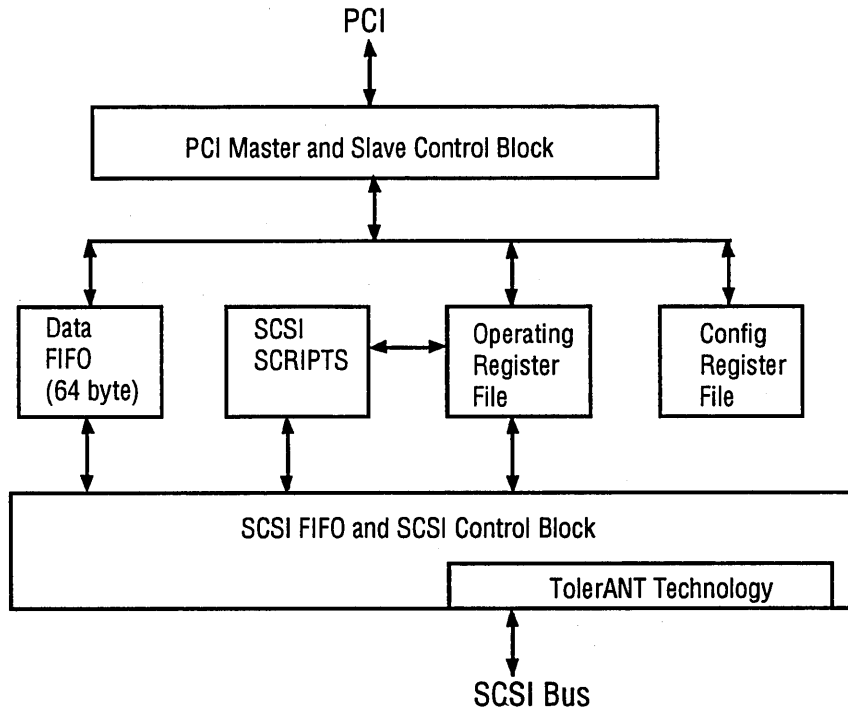 PCI
PCI Master and Slave Control Block
Data
FIFO
(64 byte)
SCSI
SCRIPTS
Operating
Register
File
Config
Register
File
SCSI FIFO and SCSI Control Block
TolerANT Technology
SCSI Bus